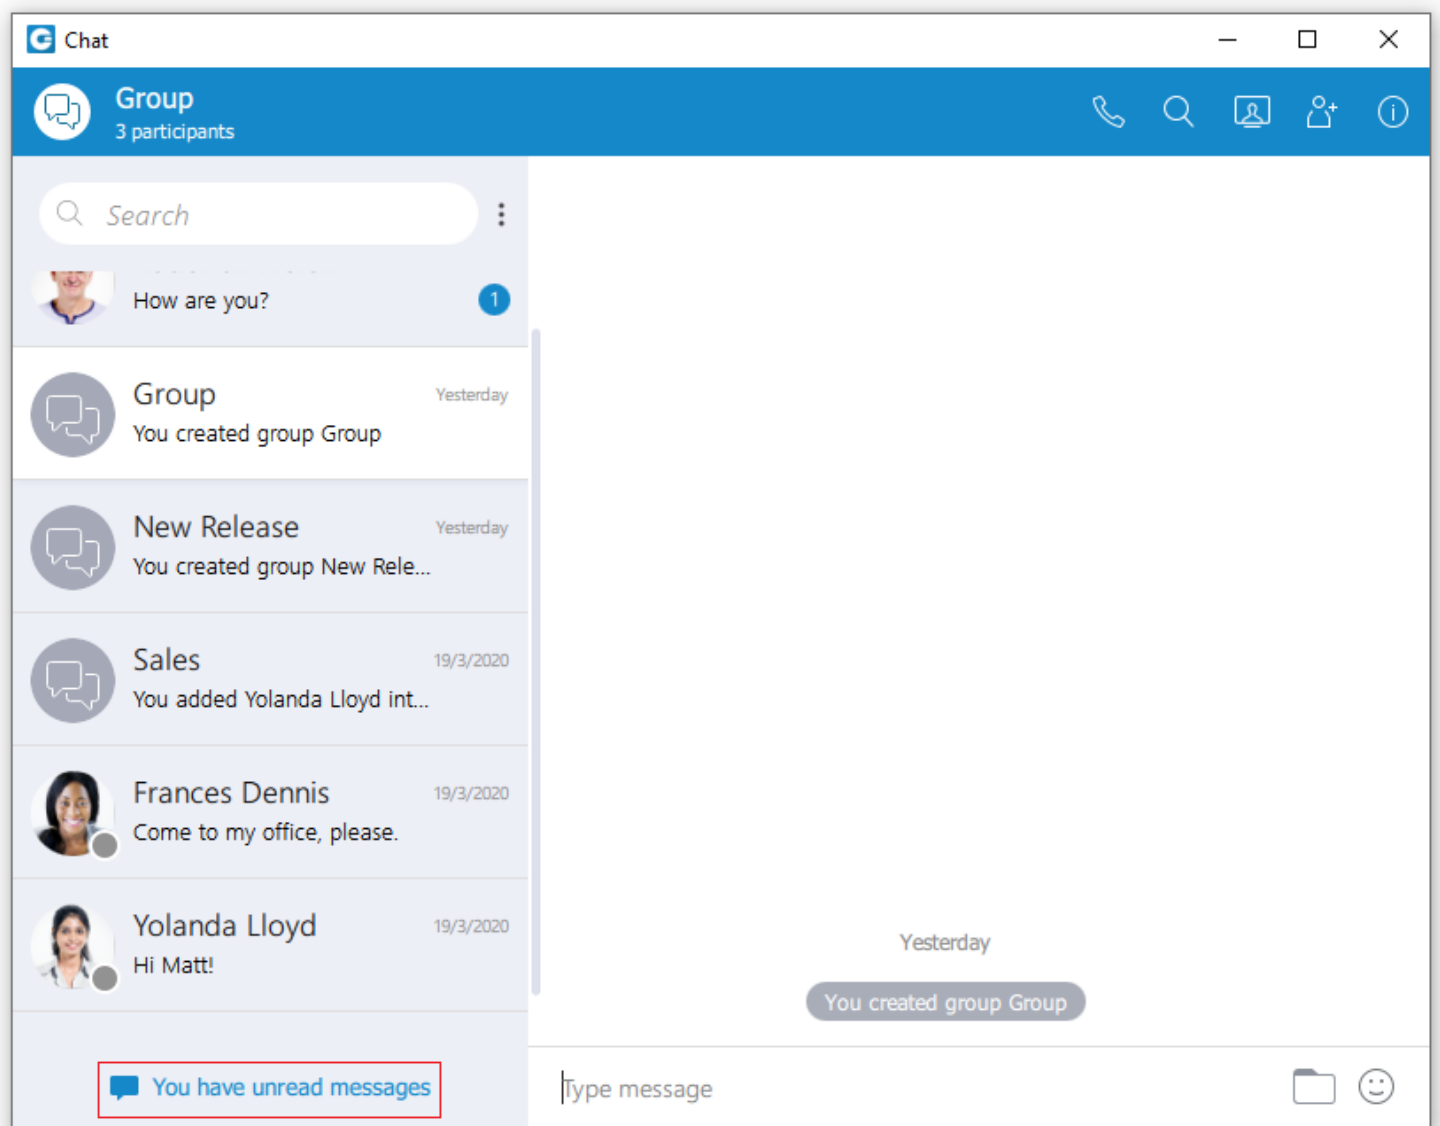 Chat
Group
3 participants
Search
How are you?
1
Group
Yesterday
You created group Group
New Release
Yesterday
You created group New Rele...
Sales
19/3/2020
You added Yolanda Lloyd int...
Frances Dennis
19/3/2020
Come to my office, please.
Yolanda Lloyd
19/3/2020
Hi Matt!
You have unread messages
Yesterday
You created group Group
Type message